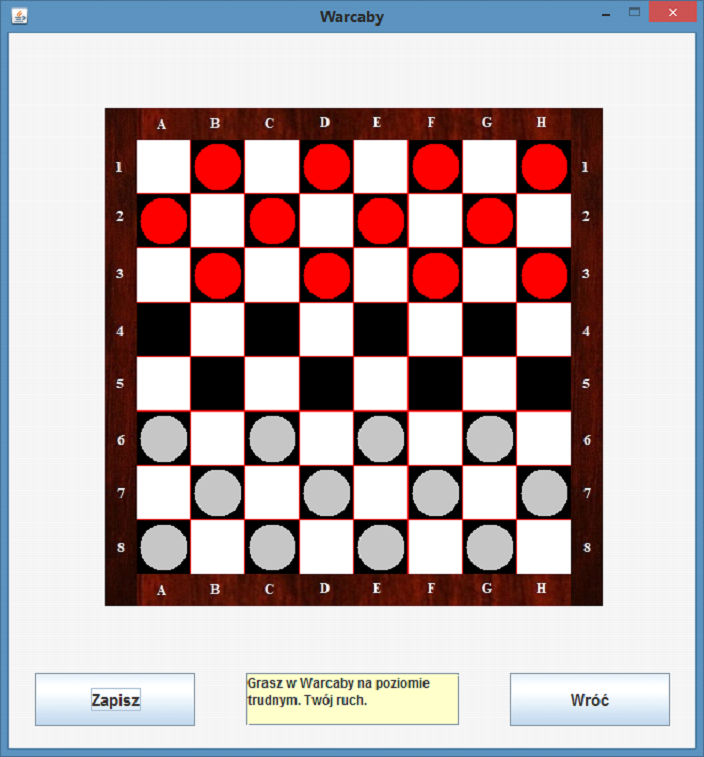 Warcaby
A B C D E F G H
1 1
2 2
3 3
4 4
5 5
6 6
7 7
8 8
A B C D E F G H
Zapisz
Grasz w Warcaby na poziomie
trudnym. Twój ruch.
Wróć